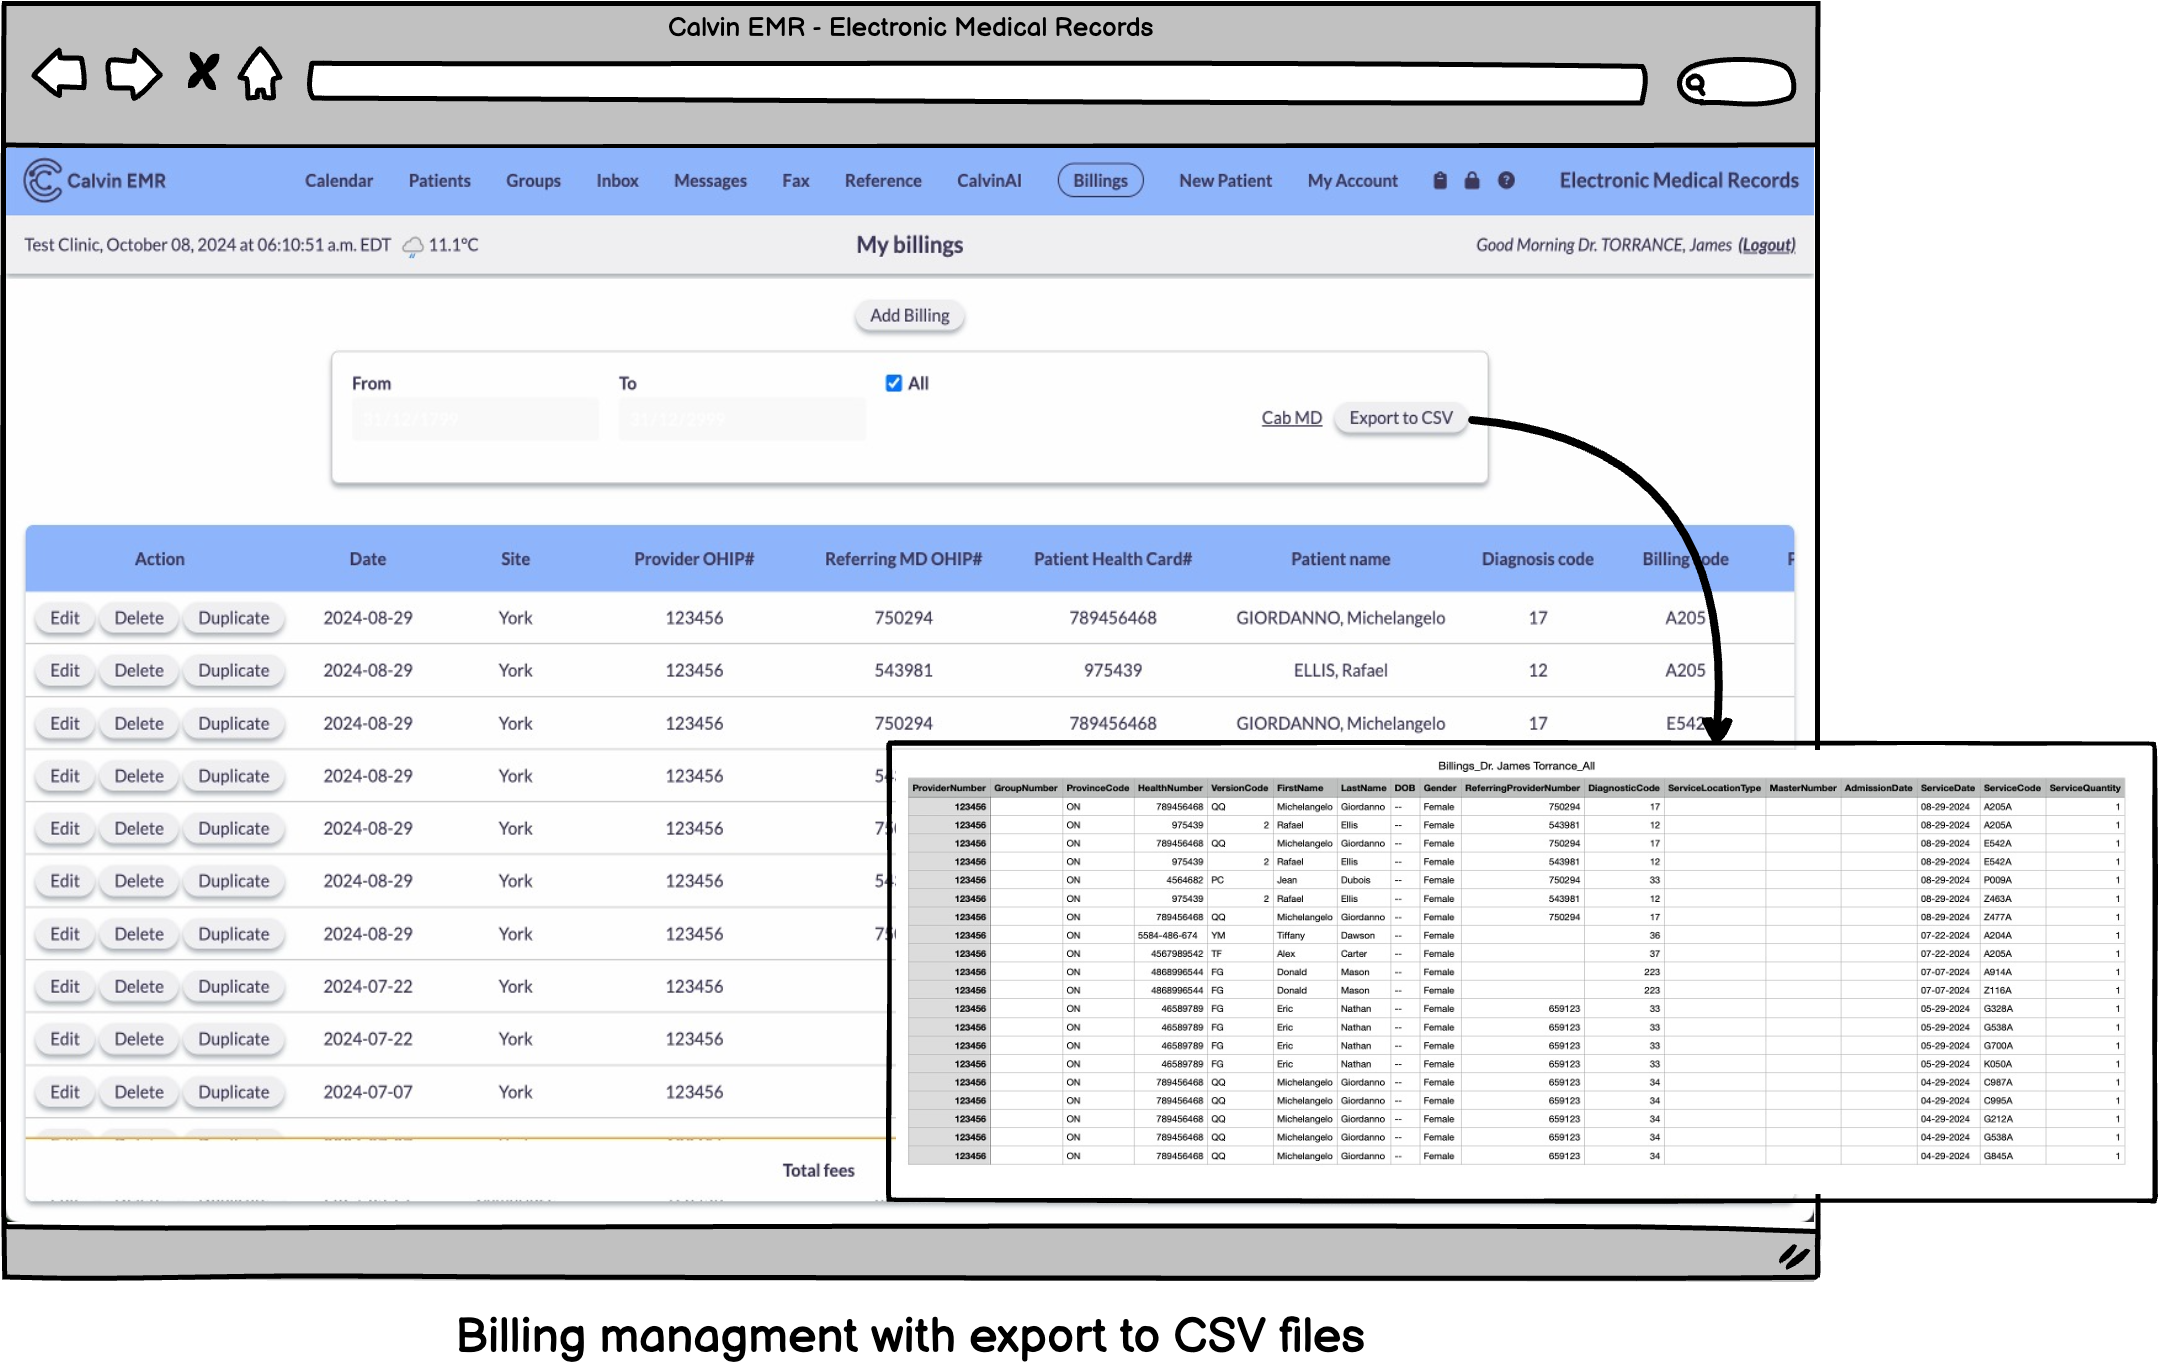 Calvin EMR - Electronic Medical Records
Calvin EMR Calendar Patients Groups Inbox Messages Fax Reference CalvinAI Billings New Patient My Account Electronic Medical Records
Test Clinic, October 08, 2024 at 06:10:51 a.m. EDT 11.1°C My billings Good Morning Dr. TORRANCE, James (Logout)
Add Billing
From To All
31/12/1799 31/12/2999
Cab MD Export to CSV
Action Date Site Provider OHIP# Referring MD OHIP# Patient Health Card# Patient name Diagnosis code Billing code
Edit Delete Duplicate 2024-08-29 York 123456 750294 789456468 GIORDANNO, Michelangelo 17 A205
Edit Delete Duplicate 2024-08-29 York 123456 543981 975439 ELLIS, Rafael 12 A205
Edit Delete Duplicate 2024-08-29 York 123456 750294 789456468 GIORDANNO, Michelangelo 17 E542
Edit Delete Duplicate 2024-08-29 York 123456
Edit Delete Duplicate 2024-08-29 York 123456
Edit Delete Duplicate 2024-08-29 York 123456
Edit Delete Duplicate 2024-08-29 York 123456
Edit Delete Duplicate 2024-07-22 York 123456
Edit Delete Duplicate 2024-07-22 York 123456
Edit Delete Duplicate 2024-07-07 York 123456
Total fees
Billings_Dr. James Torrance_All
ProviderNumber GroupNumber ProvinceCode HealthNumber VersionCode FirstName LastName DOB Gender ReferringProviderNumber DiagnosticCode ServiceLocationType MasterNumber AdmissionDate ServiceDate ServiceCode ServiceQuantity
123456 ON 789456468 QQ Michelangelo Giordanno -- Female 750294 17 08-29-2024 A205A 1
123456 ON 975439 2 Rafael Ellis -- Female 543981 12 08-29-2024 A205A 1
123456 ON 789456468 QQ Michelangelo Giordanno -- Female 750294 17 08-29-2024 E542A 1
123456 ON 975439 2 Rafael Ellis -- Female 543981 12 08-29-2024 E542A 1
123456 ON 4564682 PC Jean Dubois -- Female 750294 33 08-29-2024 P009A 1
123456 ON 975439 2 Rafael Ellis -- Female 543981 12 08-29-2024 Z463A 1
123456 ON 789456468 QQ Michelangelo Giordanno -- Female 750294 17 08-29-2024 Z477A 1
123456 ON 5584-486-674 YM Tiffany Dawson -- Female 36 07-22-2024 A204A 1
123456 ON 4567989542 TF Alex Carter -- Female 37 07-22-2024 A205A 1
123456 ON 4868996544 FG Donald Mason -- Female 223 07-07-2024 A914A 1
123456 ON 4868996544 FG Donald Mason -- Female 223 07-07-2024 Z116A 1
123456 ON 46589789 FG Eric Nathan -- Female 659123 33 05-29-2024 G328A 1
123456 ON 46589789 FG Eric Nathan -- Female 659123 33 05-29-2024 G538A 1
123456 ON 46589789 FG Eric Nathan -- Female 659123 33 05-29-2024 G700A 1
123456 ON 46589789 FG Eric Nathan -- Female 659123 33 05-29-2024 K050A 1
123456 ON 789456468 QQ Michelangelo Giordanno -- Female 659123 34 04-29-2024 C987A 1
123456 ON 789456468 QQ Michelangelo Giordanno -- Female 659123 34 04-29-2024 C995A 1
123456 ON 789456468 QQ Michelangelo Giordanno -- Female 659123 34 04-29-2024 G212A 1
123456 ON 789456468 QQ Michelangelo Giordanno -- Female 659123 34 04-29-2024 G538A 1
123456 ON 789456468 QQ Michelangelo Giordanno -- Female 659123 34 04-29-2024 G845A 1
Billing managment with export to CSV files